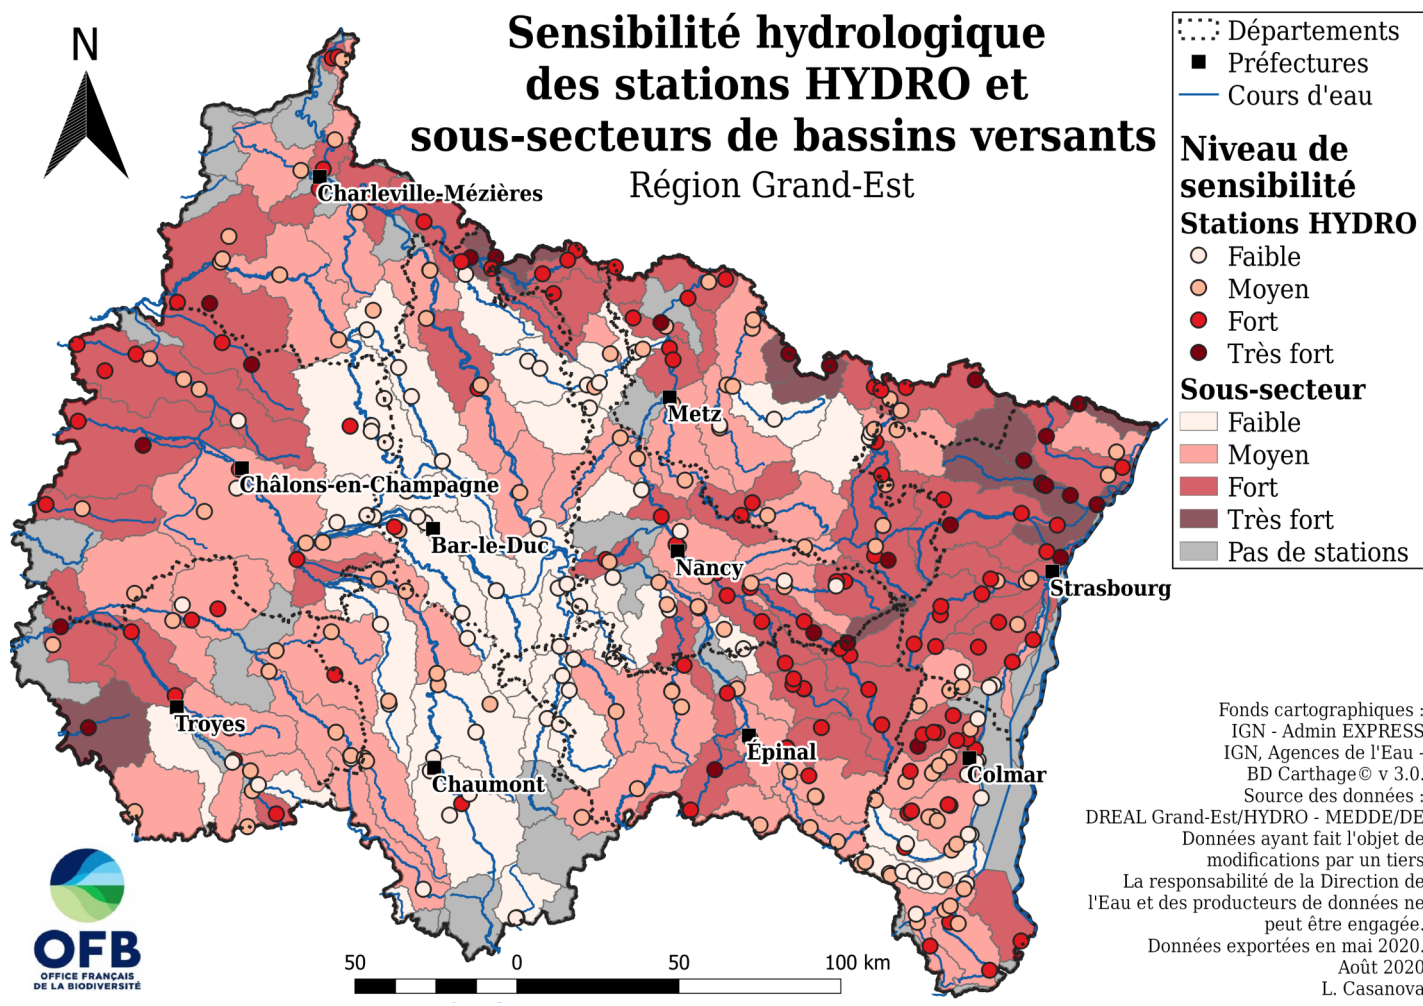 N
Sensibilité hydrologique
des stations HYDRO et
sous-secteurs de bassins versants
Région Grand-Est
Départements
Préfectures
Cours d'eau
Niveau de
sensibilité
Stations HYDRO
Faible
Moyen
Fort
Très fort
Sous-secteur
Faible
Moyen
Fort
Très fort
Pas de stations
Charleville-Mézières
Metz
Châlons-en-Champagne
Bar-le-Duc
Nancy
Strasbourg
Troyes
Épinal
Colmar
Chaumont
Fonds cartographiques :
IGN - Admin EXPRESS
IGN, Agences de l'Eau -
BD Carthage© v 3.0.
Source des données :
DREAL Grand-Est/HYDRO - MEDDE/DE
Données ayant fait l'objet de
modifications par un tiers
La responsabilité de la Direction de
l'Eau et des producteurs de données ne
peut être engagée.
Données exportées en mai 2020.
Août 2020
L. Casanova
OFB
OFFICE FRANÇAIS
DE LA BIODIVERSITÉ
50 0 50 100 km